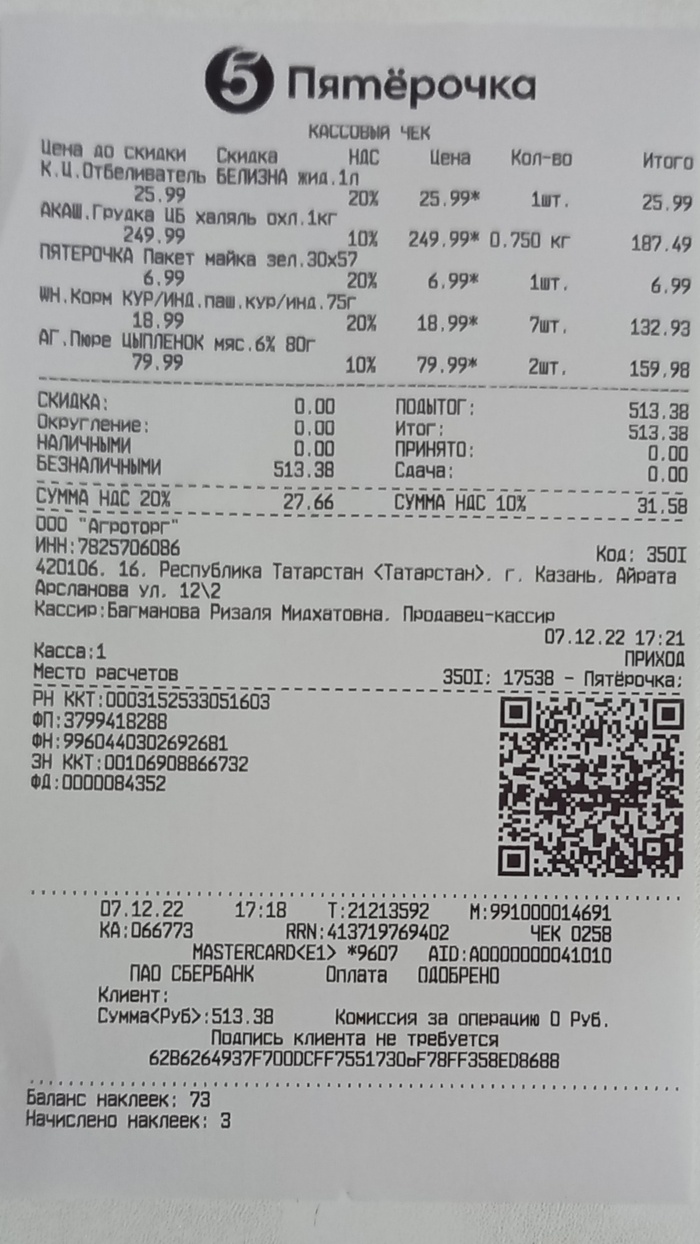 5 Пятёрочка
КАССОВЫЙ ЧЕК
Цена до скидки Скидка НДС Цена Кол-во Итого
К.Ц.Отбеливатель БЕЛИЗНА жид.1л
25.99 20% 25.99* 1шт. 25.99
АКАШ.Грудка ЦБ халяль охл.1кг
249.99 10% 249.99* 0.750 кг 187.49
ПЯТЕРОЧКА Пакет майка зел.30х57
6.99 20% 6.99* 1шт. 6.99
WH.Корм КУР/ИНД.паш.кур/инд.75г
18.99 20% 18.99* 7шт. 132.93
АГ.Пюре ЦЫПЛЕНОК мяс.6% 80г
79.99 10% 79.99* 2шт. 159.98
СКИДКА: 0.00 ПОДЫТОГ: 513.38
Округление: 0.00 Итог: 513.38
НАЛИЧНЫМИ 0.00 ПРИНЯТО: 0.00
БЕЗНАЛИЧНЫМИ 513.38 Сдача: 0.00
СУММА НДС 20% 27.66 СУММА НДС 10% 31.58
ООО "Агроторг"
ИНН:7825706086 Код: 350I
420106, 16, Республика Татарстан <Татарстан>, г. Казань, Айрата
Арсланова ул. 12\2
Кассир:Багманова Ризаля Мидхатовна, Продавец-кассир
07.12.22 17:21
Касса:1 ПРИХОД
Место расчетов 350I: 17538 - Пятёрочка;
РН ККТ:0003152533051603
ФП:3799418288
ФН:9960440302692681
ЗН ККТ:00106908866732
ФД:0000084352
07.12.22 17:18 Т:21213592 М:991000014691
КА:066773 RRN:413719769402 ЧЕК 0258
MASTERCARD<E1> *9607 AID:A0000000041010
ПАО СБЕРБАНК Оплата ОДОБРЕНО
Клиент:
Сумма<Руб>:513.38 Комиссия за операцию 0 Руб.
Подпись клиента не требуется
62B6264937F700DCFF7551730bF78FF358ED8688
Баланс наклеек: 73
Начислено наклеек: 3